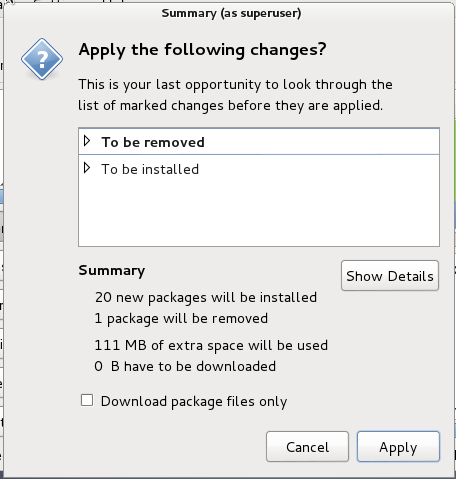 Summary (as superuser)
Apply the following changes?
This is your last opportunity to look through the
list of marked changes before they are applied.
To be removed
To be installed
Summary
Show Details
20 new packages will be installed
1 package will be removed
111 MB of extra space will be used
0 B have to be downloaded
Download package files only
Cancel
Apply